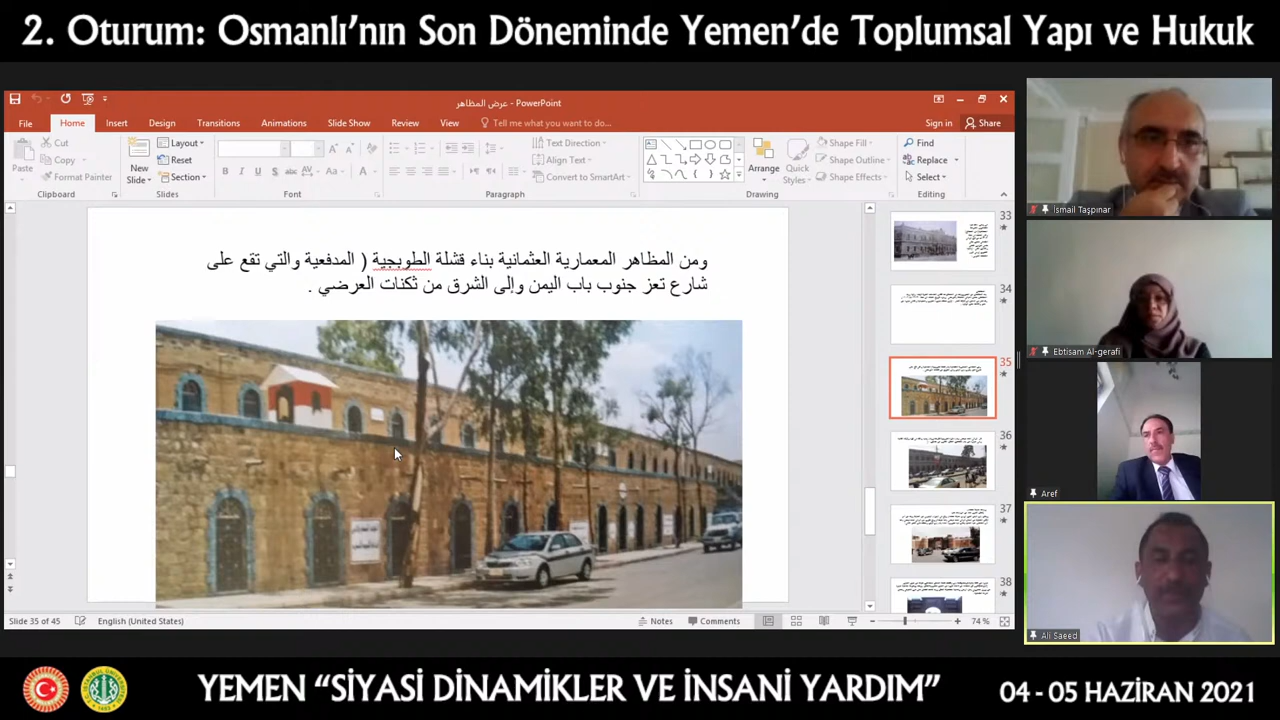 2. Oturum: Osmanlı’nın Son Döneminde Yemen’de Toplumsal Yapı ve Hukuk
عرض المظاهر - PowerPoint
File Home Insert Design Transitions Animations Slide Show Review View Tell me what you want to do... Sign in Share
Paste
Cut
Copy
Format Painter
Clipboard
New Slide
Layout
Reset
Section
Slides
B I U S abc AV Aa A
Font
Text Direction
Align Text
Convert to SmartArt
Paragraph
Arrange
Quick Styles
Shape Fill
Shape Outline
Shape Effects
Drawing
Find
Replace
Select
Editing
ومن المظاهر المعمارية العثمانية بناء قشلة الطوبجية ( المدفعية والتي تقع على
شارع تعز جنوب باب اليمن وإلى الشرق من ثكنات العرضي .
33
34
35
36
37
38
Slide 35 of 45 English (United States) Notes Comments 74 %
İsmail Taşpınar
Ebtisam Al-gerafi
Aref
Ali Saeed
YEMEN “SİYASİ DİNAMİKLER VE İNSANİ YARDIM”
04 - 05 HAZİRAN 2021